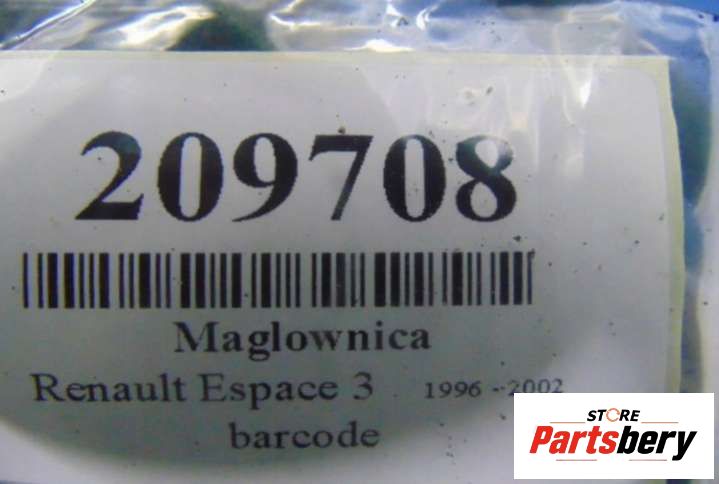 209708
Maglownica
Renault Espace 3 1996 - 2002
barcode
STORE
Partsbery